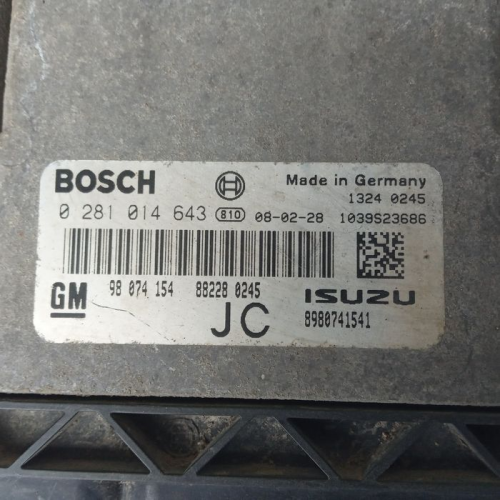 BOSCH Made in Germany
1324 0245
0 281 014 643 810 08-02-28 1039S23686
GM 98 074 154 88228 0245 ISUZU
JC 8980741541